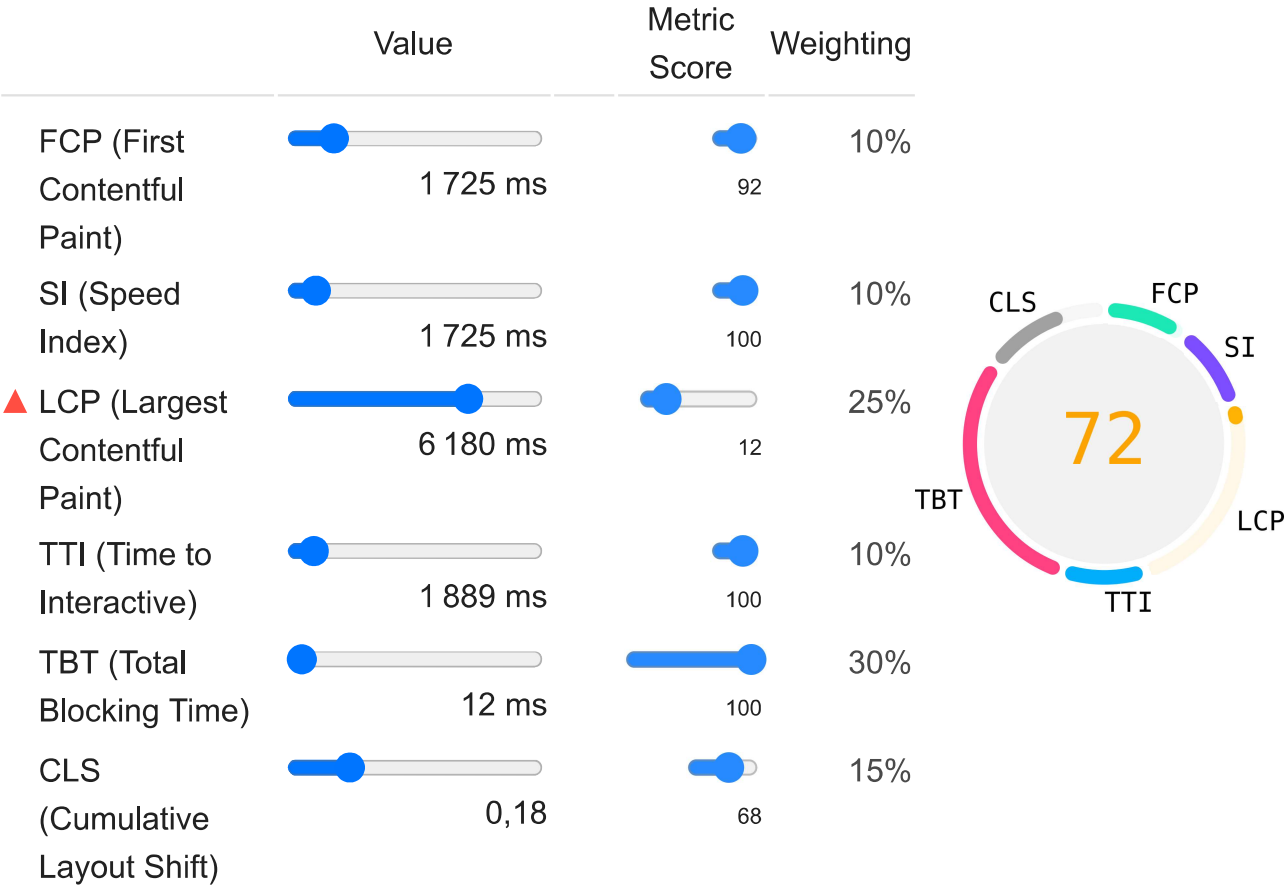 Value
Metric
Score
Weighting
FCP (First
Contentful
Paint)
1 725 ms
92
10%
SI (Speed
Index)
1 725 ms
100
10%
LCP (Largest
Contentful
Paint)
6 180 ms
12
25%
TTI (Time to
Interactive)
1 889 ms
100
10%
TBT (Total
Blocking Time)
12 ms
100
30%
CLS
(Cumulative
Layout Shift)
0,18
68
15%
CLS
FCP
SI
72
TBT
LCP
TTI